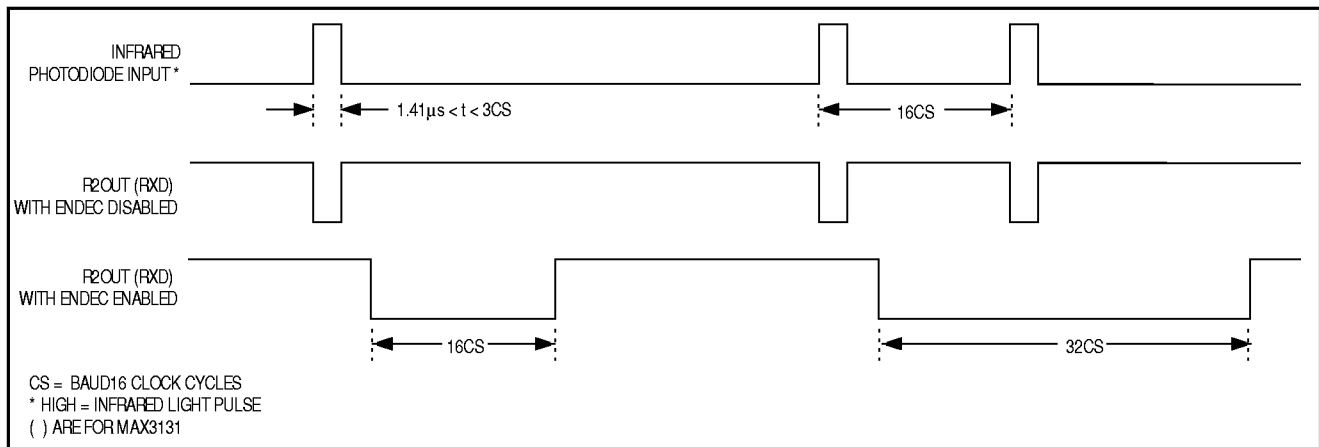 INFRARED
PHOTODIODE INPUT *
1.41µs < t < 3CS
16CS
R2OUT (RXD)
WITH ENDEC DISABLED
R2OUT (RXD)
WITH ENDEC ENABLED
16CS
32CS
CS = BAUD16 CLOCK CYCLES
* HIGH = INFRARED LIGHT PULSE
( ) ARE FOR MAX3131